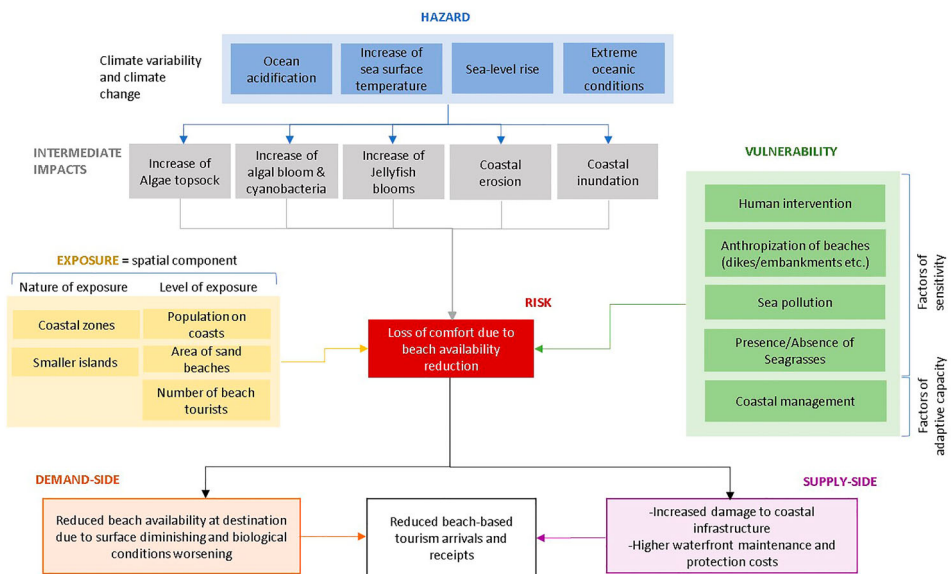 HAZARD
Climate variability
and climate
change
Ocean
acidification
Increase of
sea surface
temperature
Sea-level rise
Extreme
oceanic
conditions
INTERMEDIATE
IMPACTS
Increase of
Algae topsock
Increase of
algal bloom &
cyanobacteria
Increase of
Jellyfish
blooms
Coastal
erosion
Coastal
inundation
VULNERABILITY
Human intervention
Anthropization of beaches
(dikes/embankments etc.)
Sea pollution
Presence/Absence of
Seagrasses
Coastal management
Factors of
sensitivity
Factors of
adaptive capacity
EXPOSURE = spatial component
Nature of exposure
Level of exposure
Coastal zones
Smaller islands
Population on
coasts
Area of sand
beaches
Number of beach
tourists
RISK
Loss of comfort due to
beach availability
reduction
DEMAND-SIDE
Reduced beach availability at destination
due to surface diminishing and biological
conditions worsening
Reduced beach-based
tourism arrivals and
receipts
SUPPLY-SIDE
-Increased damage to coastal
infrastructure
-Higher waterfront maintenance and
protection costs